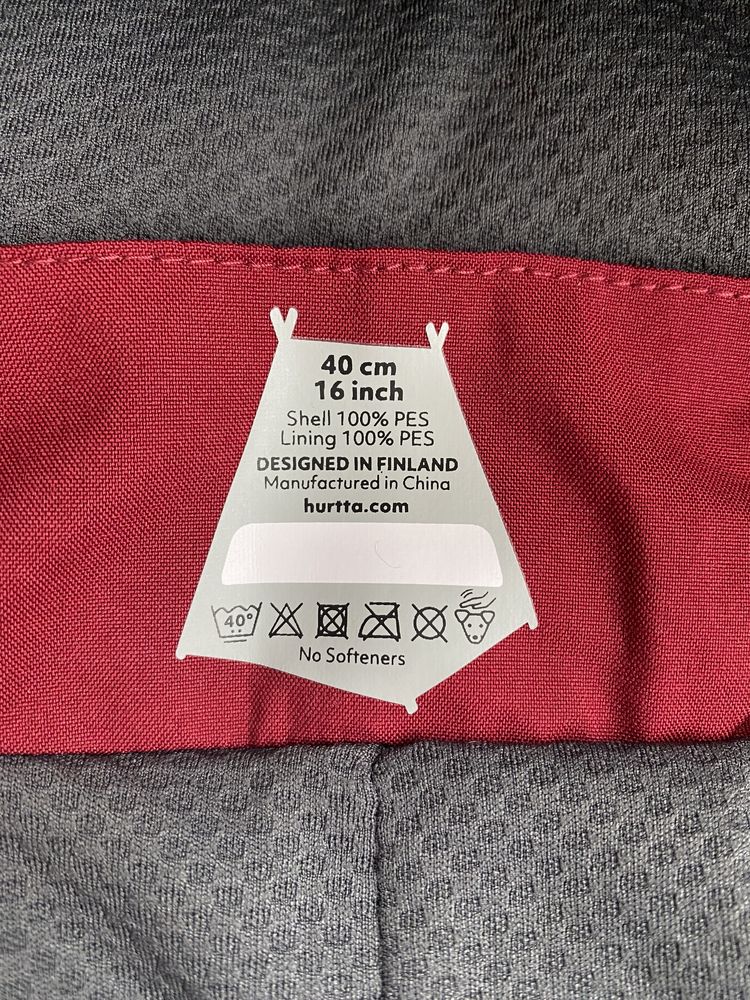 40 cm
16 inch
Shell 100% PES
Lining 100% PES
DESIGNED IN FINLAND
Manufactured in China
hurtta.com
40°
No Softeners